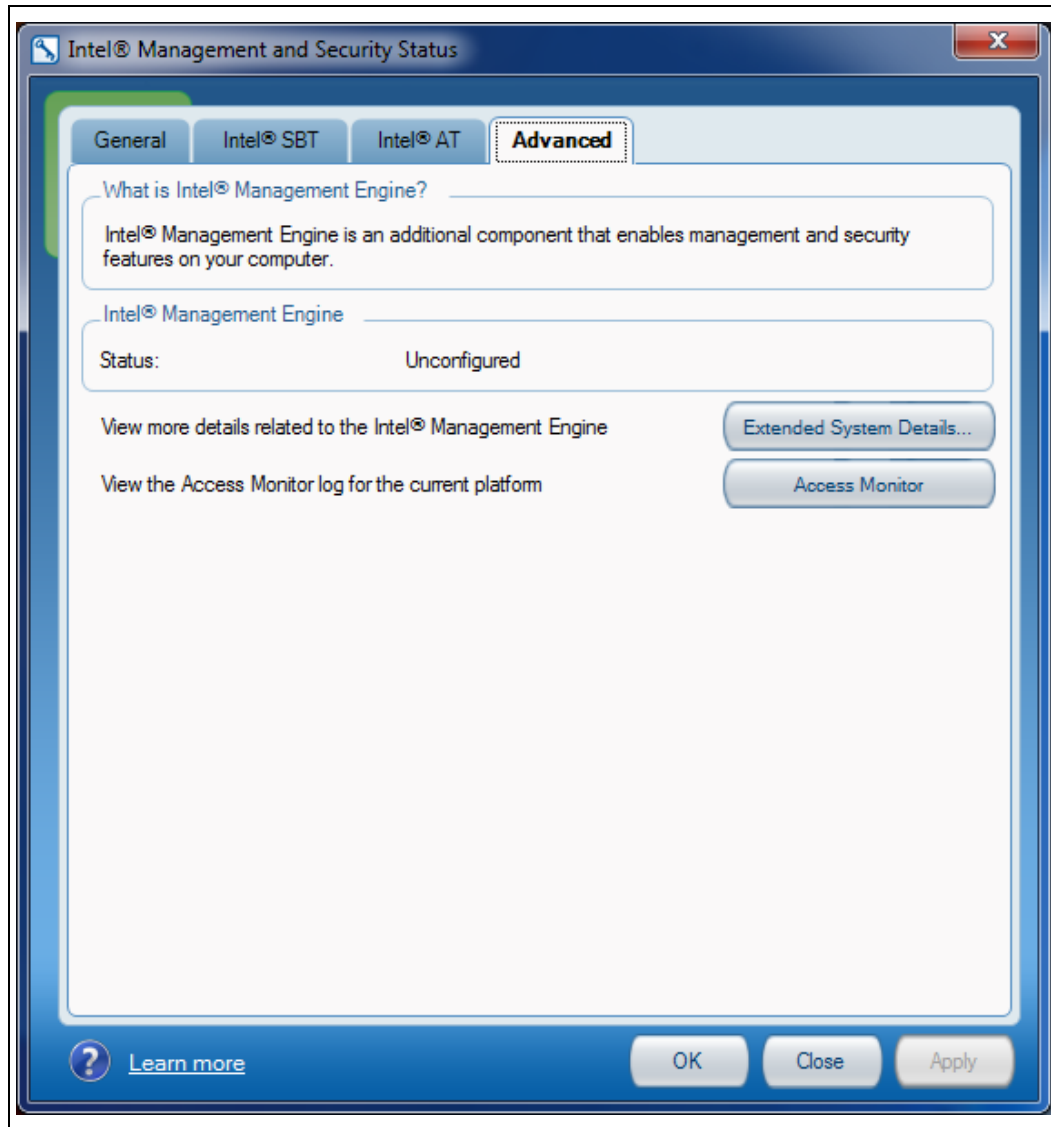 Intel® Management and Security Status
General
Intel® SBT
Intel® AT
Advanced
What is Intel® Management Engine?
Intel® Management Engine is an additional component that enables management and security
features on your computer.
Intel® Management Engine
Status: Unconfigured
View more details related to the Intel® Management Engine
Extended System Details...
View the Access Monitor log for the current platform
Access Monitor
? Learn more
OK
Close
Apply